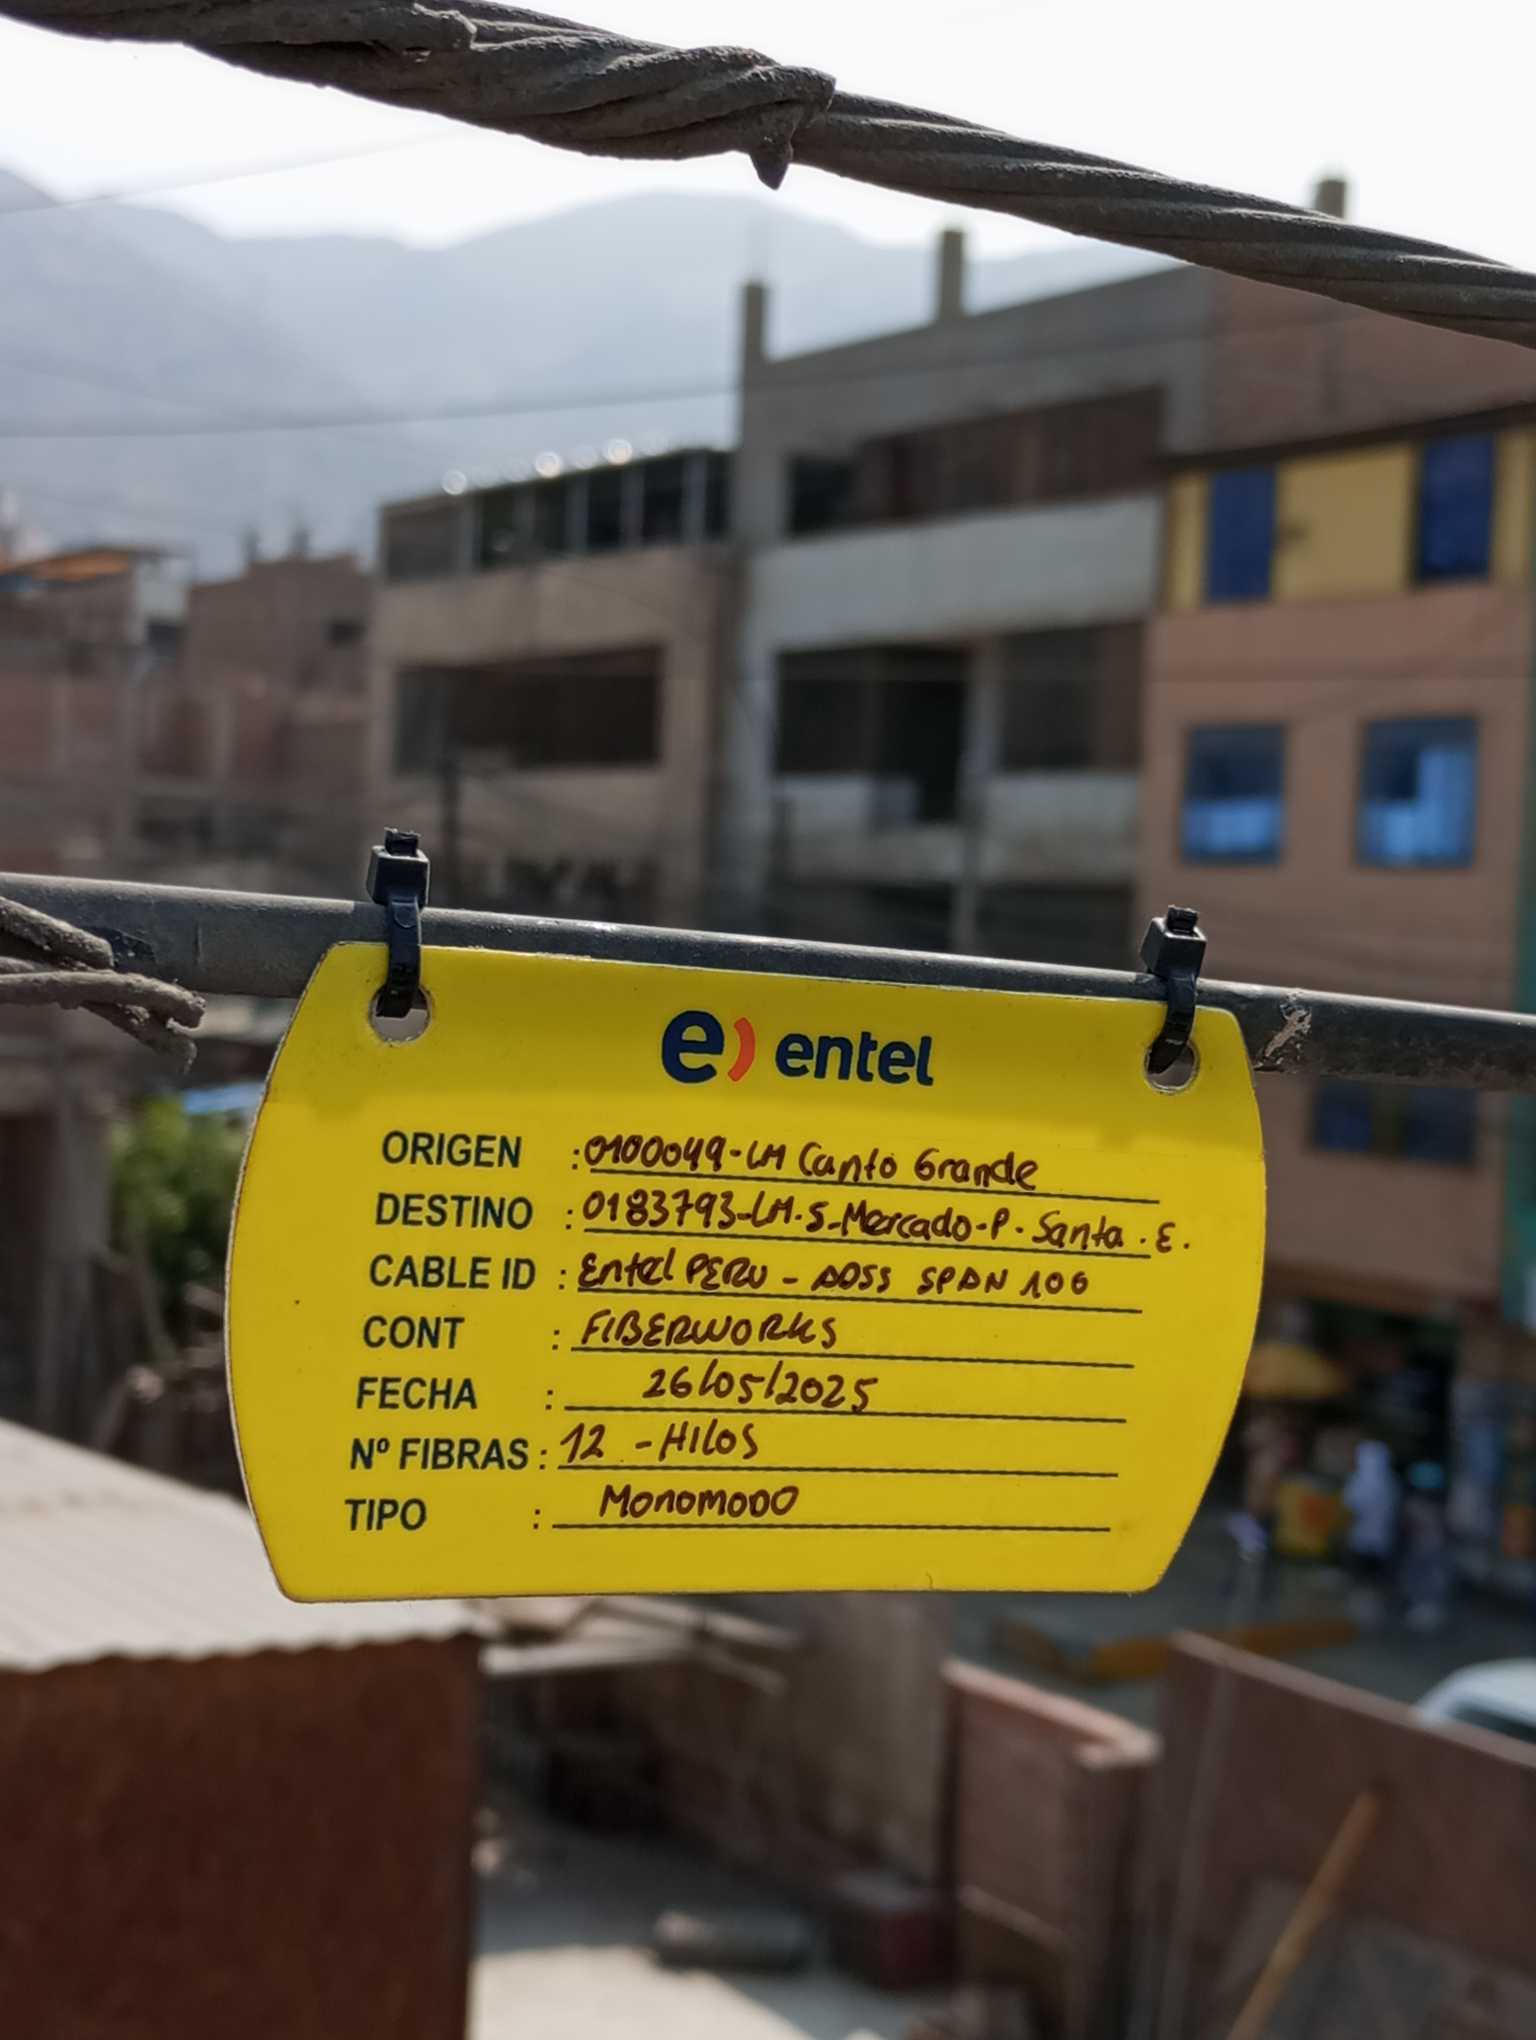 e) entel
ORIGEN : 0100049-LM Canto Grande
DESTINO : 0183793-LM.S-Mercado-P. Santa. E.
CABLE ID : Entel PERU - ADSS SPAN 100
CONT : FIBERWORKS
FECHA : 26/05/2025
Nº FIBRAS : 12 - HILOS
TIPO : MONOMODO